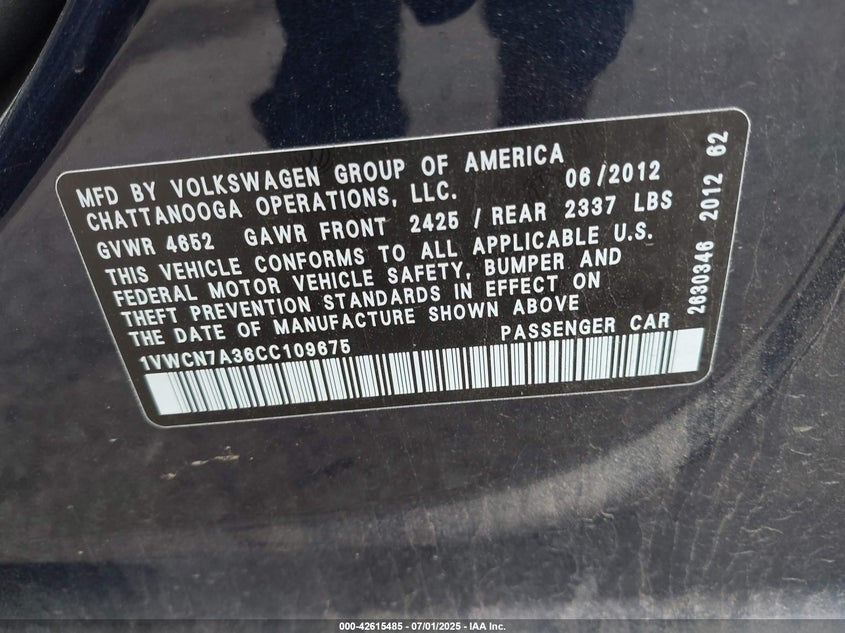 MFD BY VOLKSWAGEN GROUP OF AMERICA
CHATTANOOGA OPERATIONS, LLC. 06/2012
GVWR 4652 GAWR FRONT 2425 / REAR 2337 LBS
THIS VEHICLE CONFORMS TO ALL APPLICABLE U.S.
FEDERAL MOTOR VEHICLE SAFETY, BUMPER AND
THEFT PREVENTION STANDARDS IN EFFECT ON
THE DATE OF MANUFACTURE SHOWN ABOVE
1VWCN7A36CC109675 PASSENGER CAR
2630346 2012 62
000-42615485 - 07/01/2025 - IAA Inc.